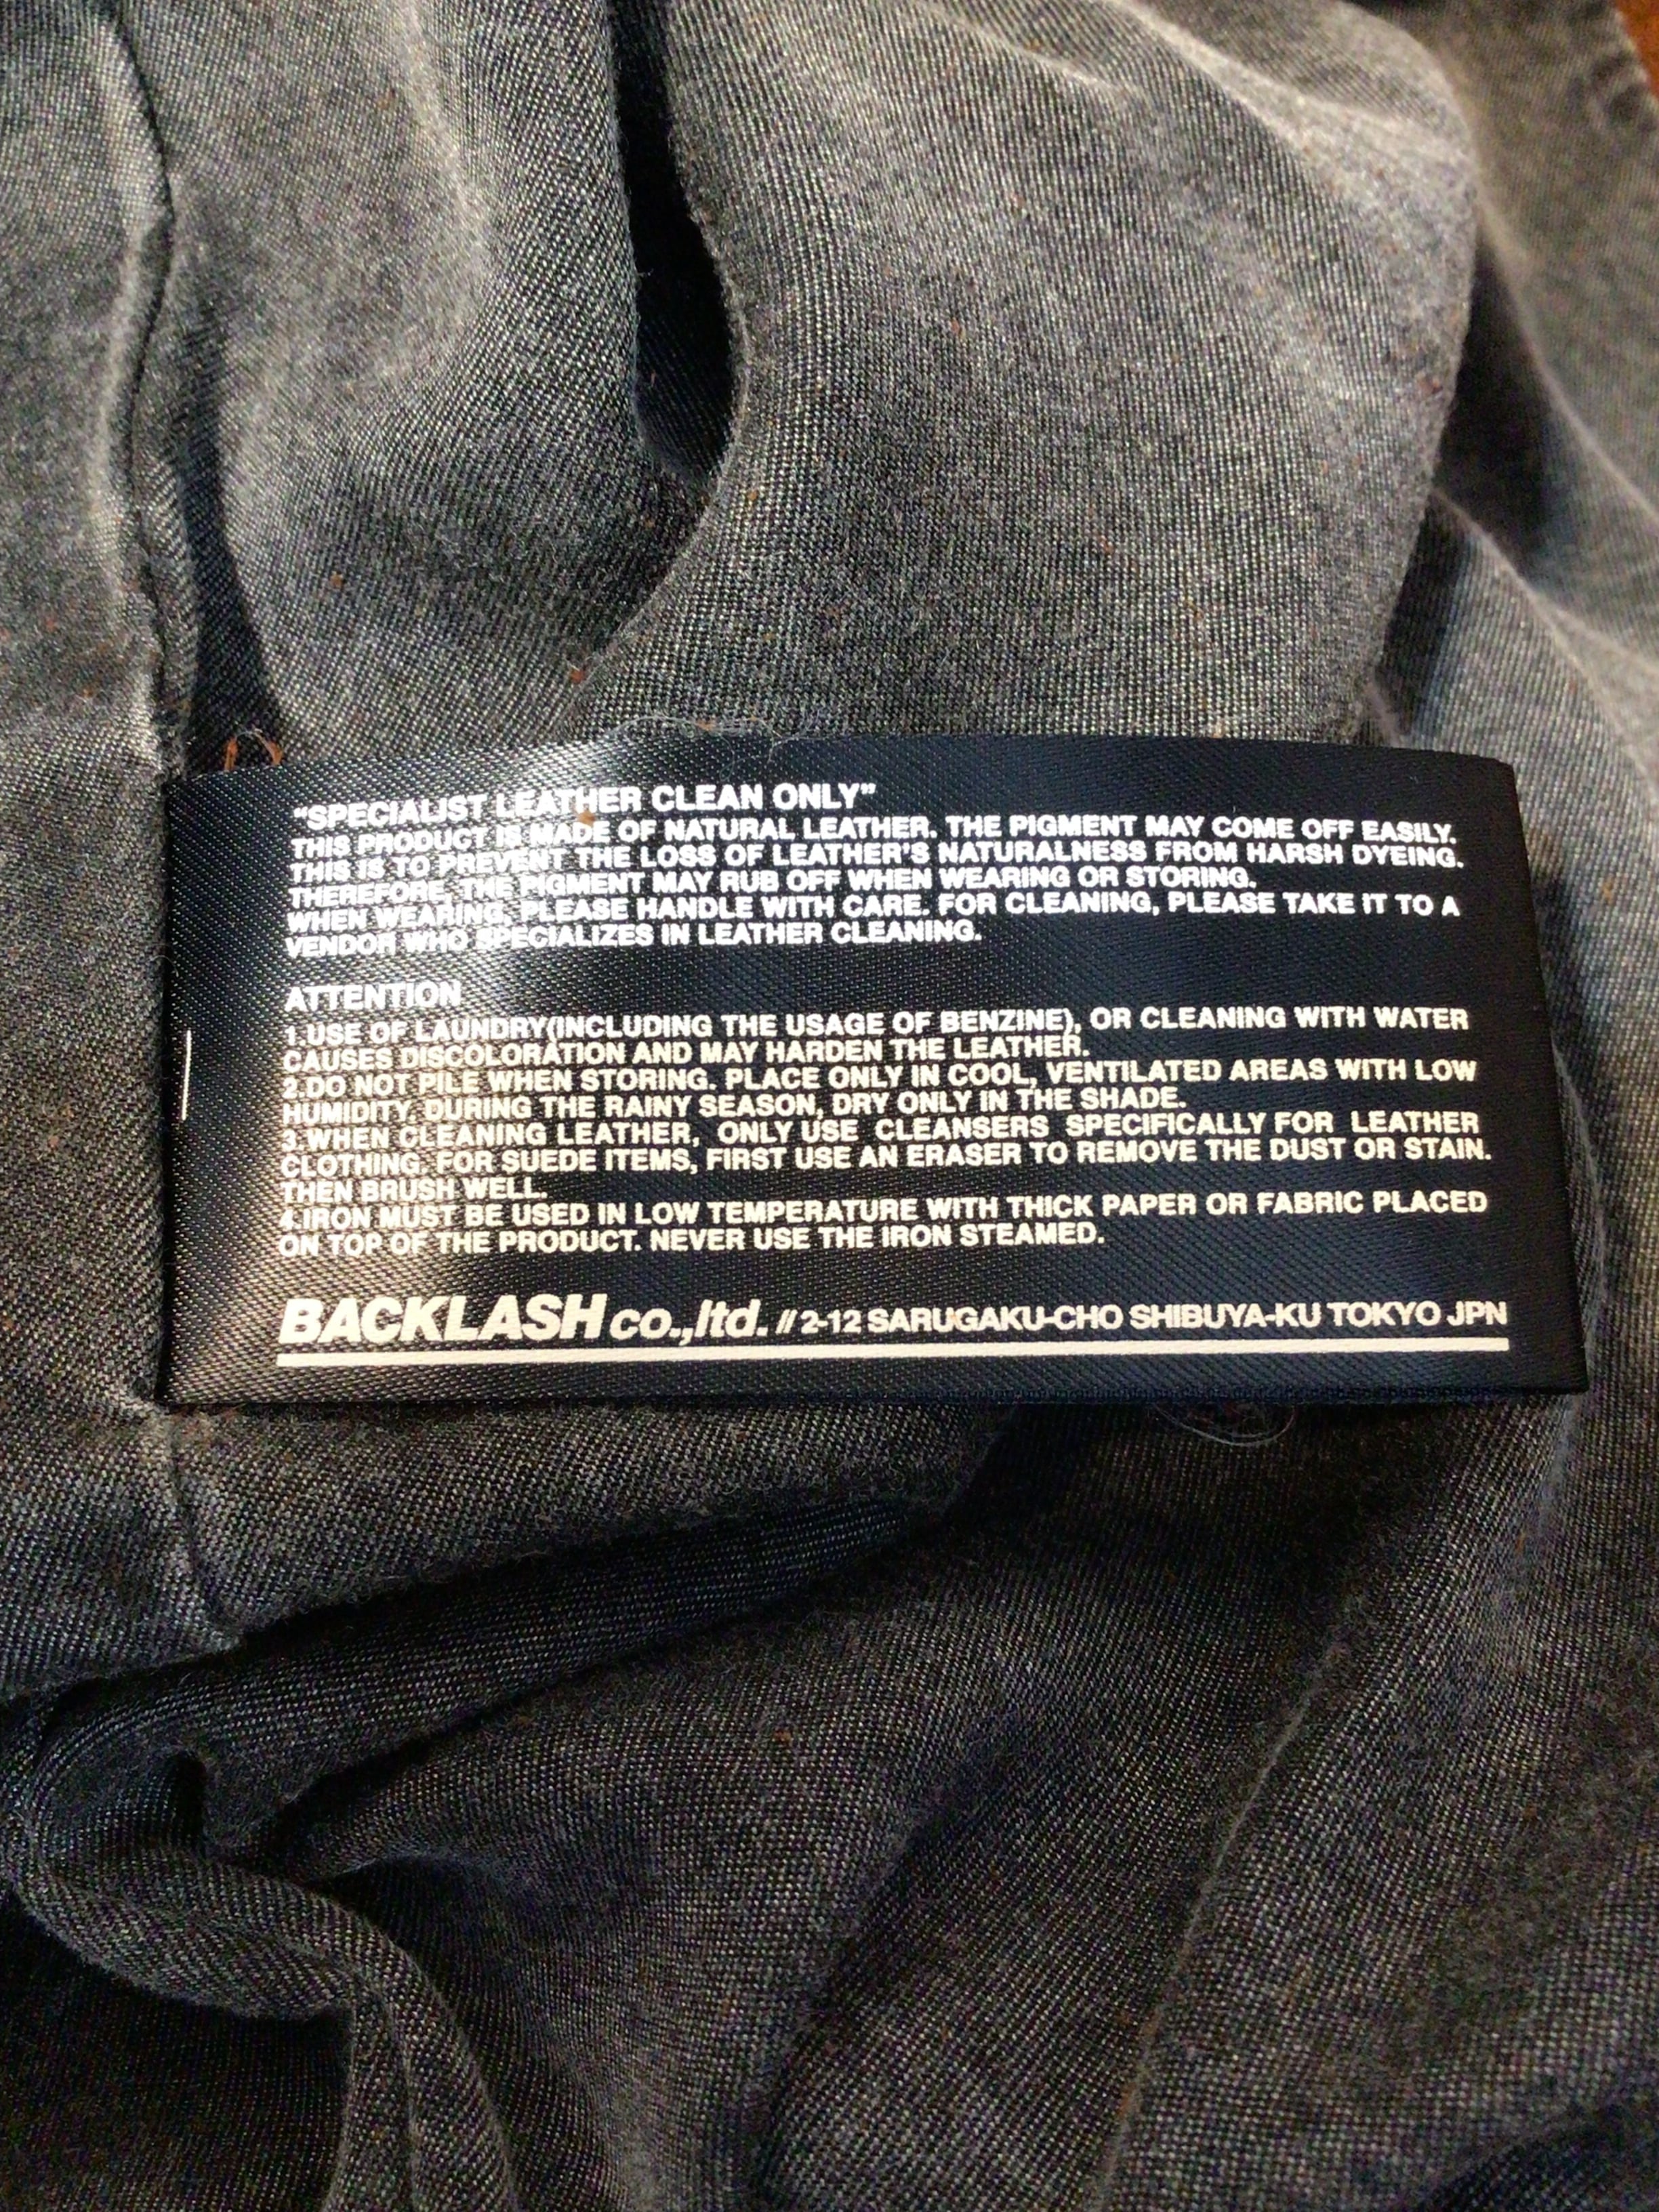 "SPECIALIST LEATHER CLEAN ONLY"
THIS PRODUCT IS MADE OF NATURAL LEATHER. THE PIGMENT MAY COME OFF EASILY.
THIS IS TO PREVENT THE LOSS OF LEATHER'S NATURALNESS FROM HARSH DYEING.
THEREFORE, THE PIGMENT MAY RUB OFF WHEN WEARING OR STORING.
WHEN WEARING, PLEASE HANDLE WITH CARE. FOR CLEANING, PLEASE TAKE IT TO A
VENDOR WHO SPECIALIZES IN LEATHER CLEANING.
ATTENTION
1.USE OF LAUNDRY(INCLUDING THE USAGE OF BENZINE), OR CLEANING WITH WATER
CAUSES DISCOLORATION AND MAY HARDEN THE LEATHER.
2.DO NOT PILE WHEN STORING. PLACE ONLY IN COOL, VENTILATED AREAS WITH LOW
HUMIDITY. DURING THE RAINY SEASON, DRY ONLY IN THE SHADE.
3.WHEN CLEANING LEATHER, ONLY USE CLEANSERS SPECIFICALLY FOR LEATHER
CLOTHING. FOR SUEDE ITEMS, FIRST USE AN ERASER TO REMOVE THE DUST OR STAIN.
THEN BRUSH WELL.
4.IRON MUST BE USED IN LOW TEMPERATURE WITH THICK PAPER OR FABRIC PLACED
ON TOP OF THE PRODUCT. NEVER USE THE IRON STEAMED.
BACKLASH co.,ltd. // 2-12 SARUGAKU-CHO SHIBUYA-KU TOKYO JPN